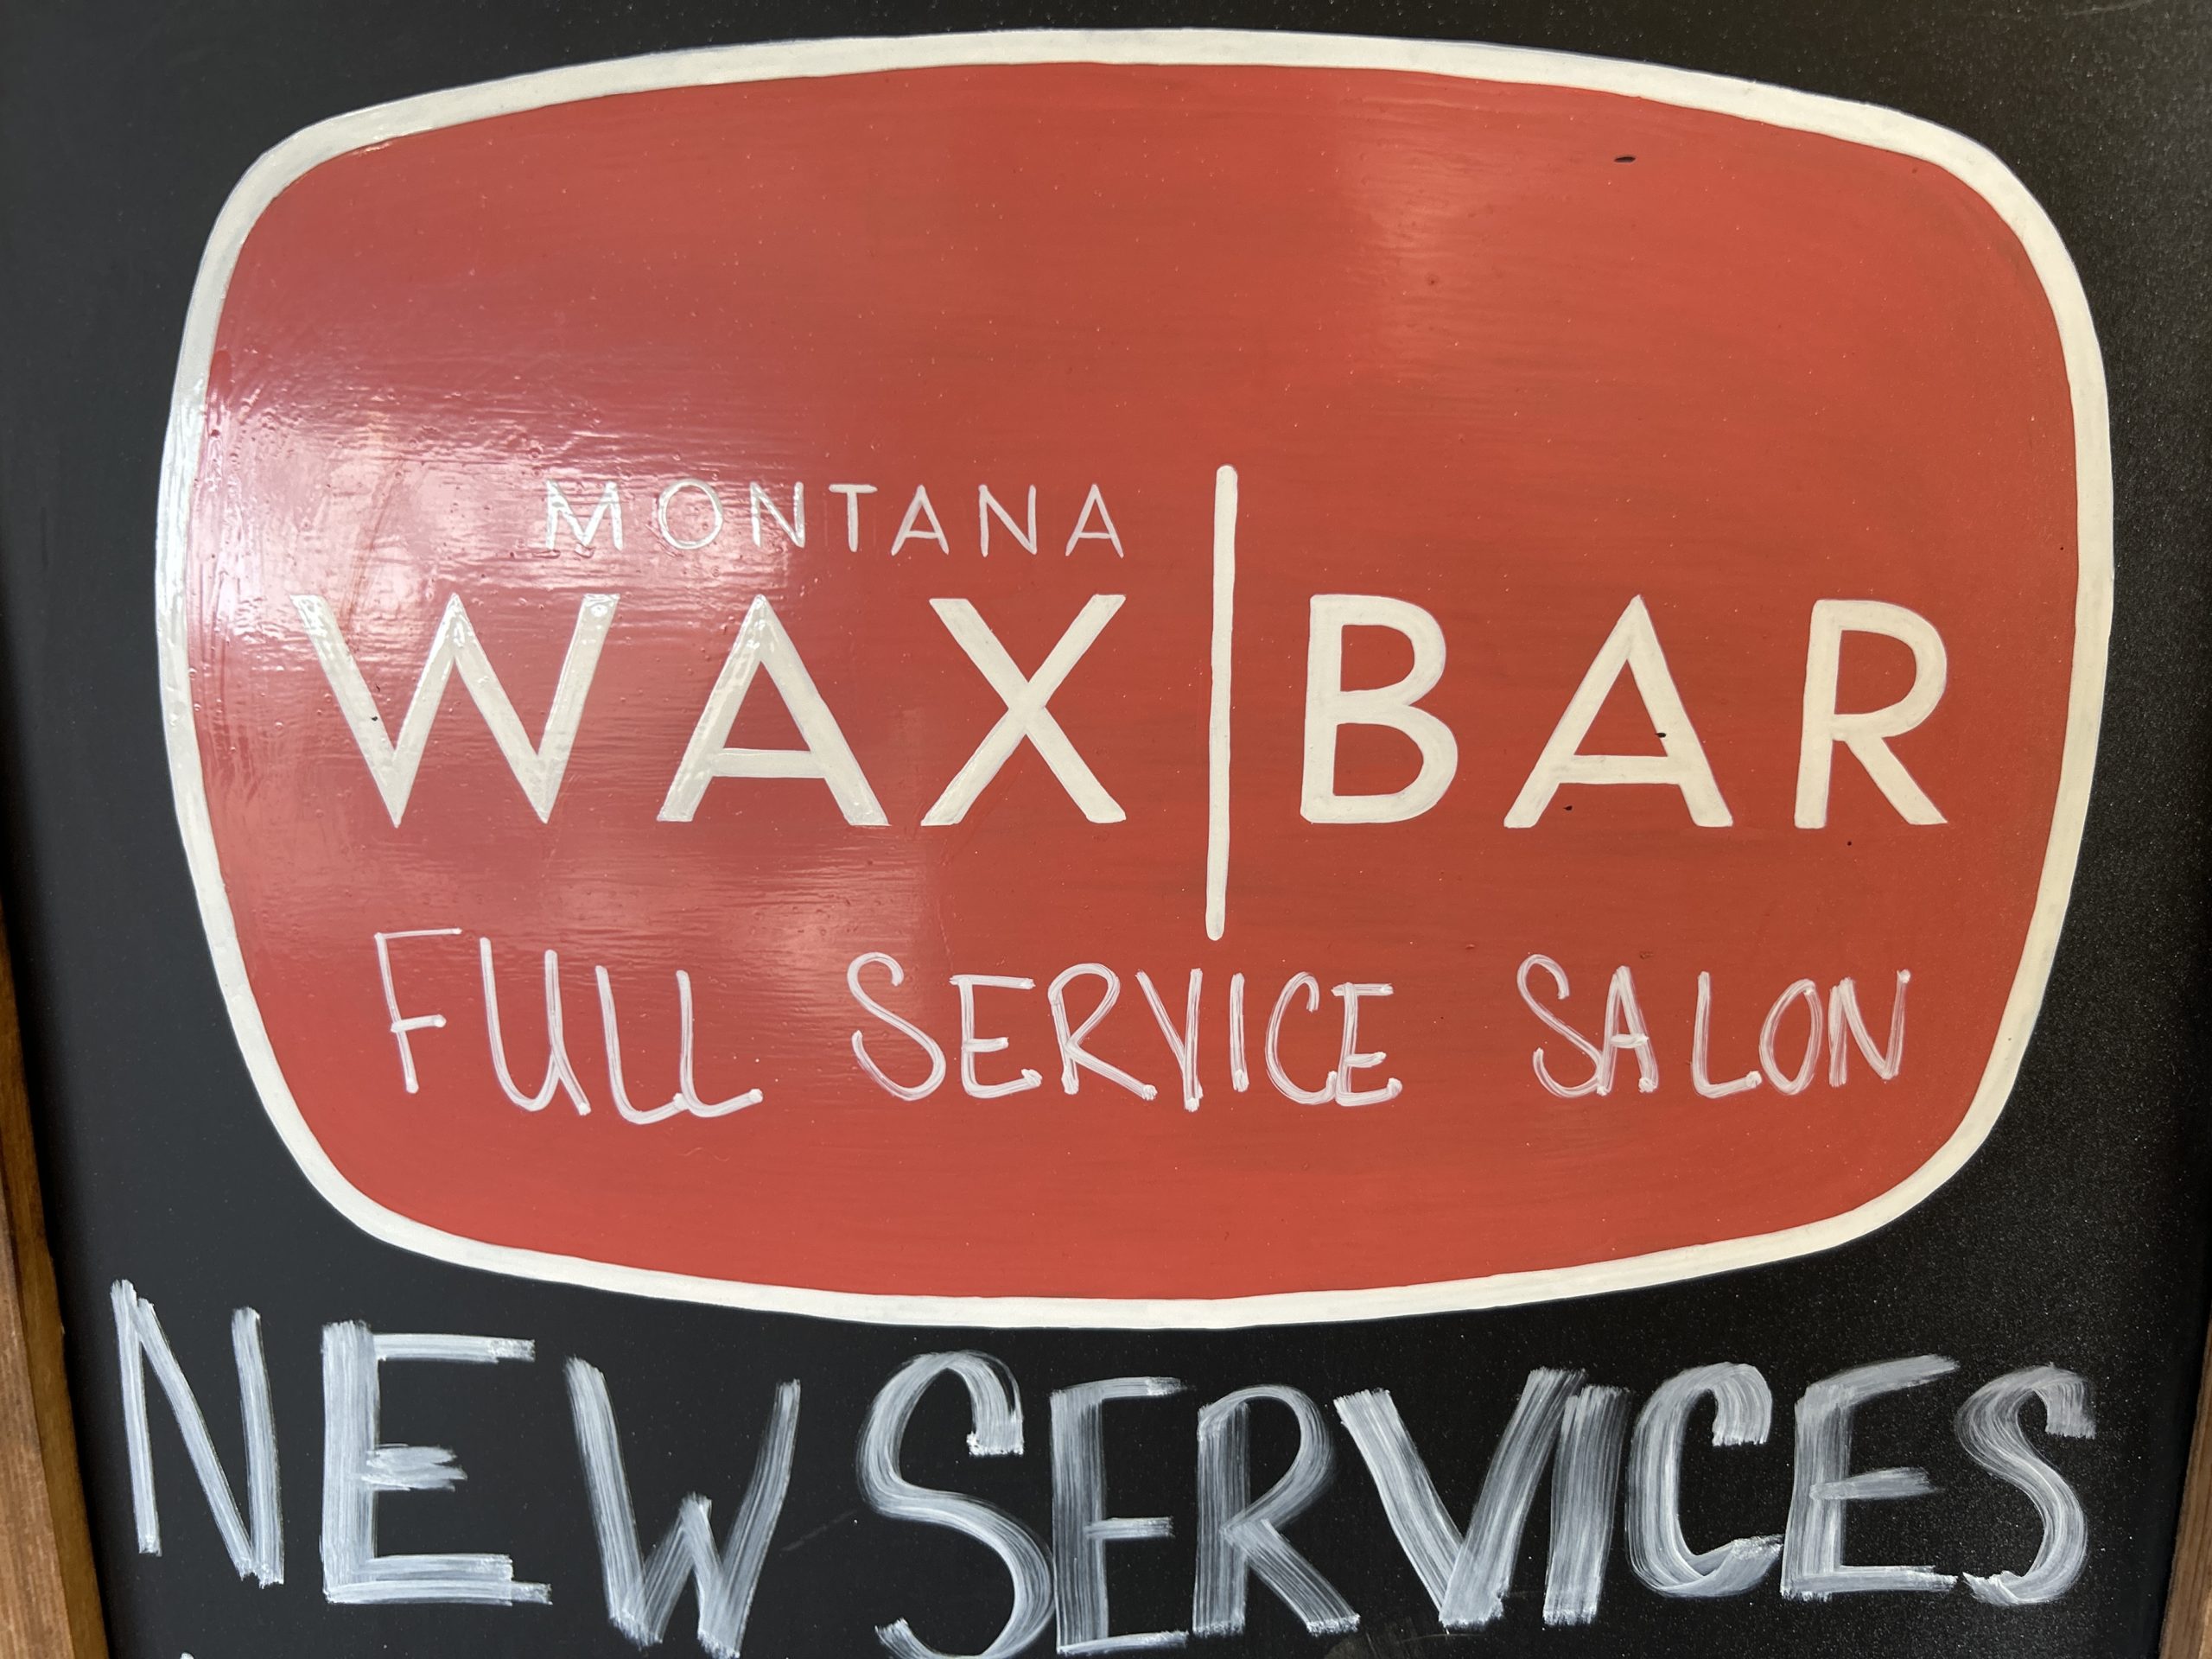 MONTANA
WAX|BAR
FULL SERVICE SALON
NEW SERVICES